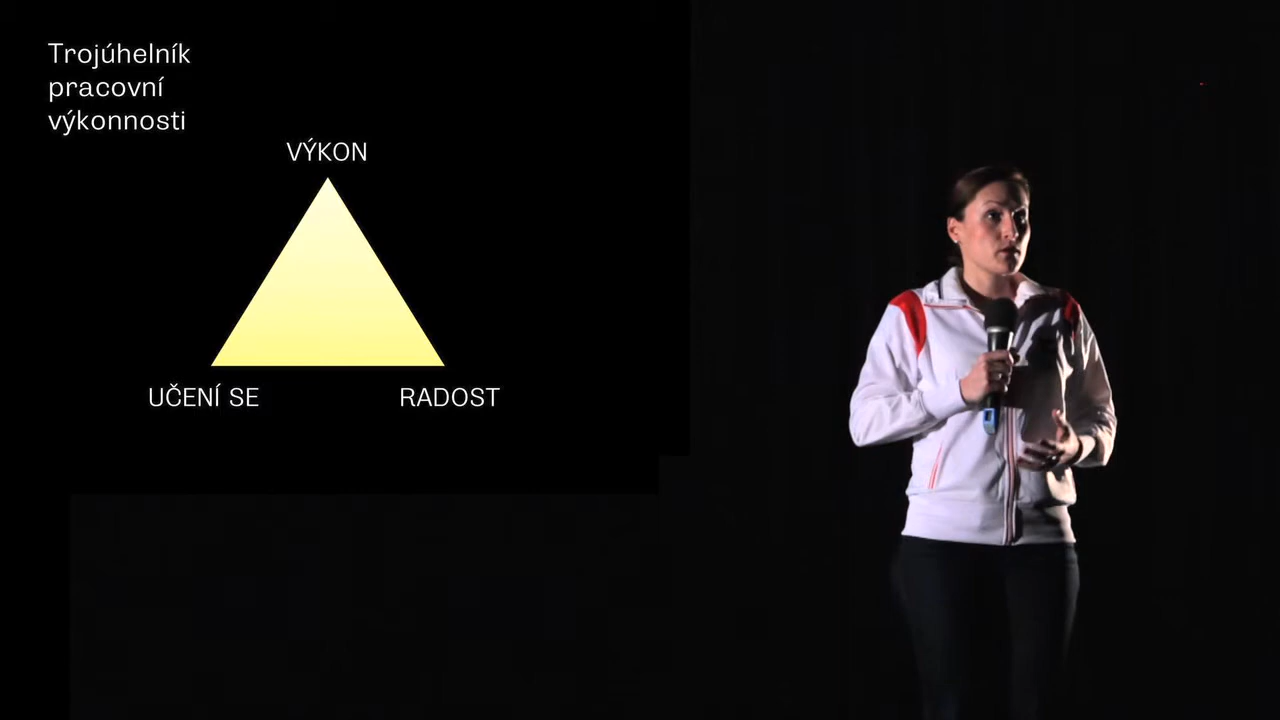 Trojúhelník
pracovní
výkonnosti
VÝKON
UČENÍ SE
RADOST